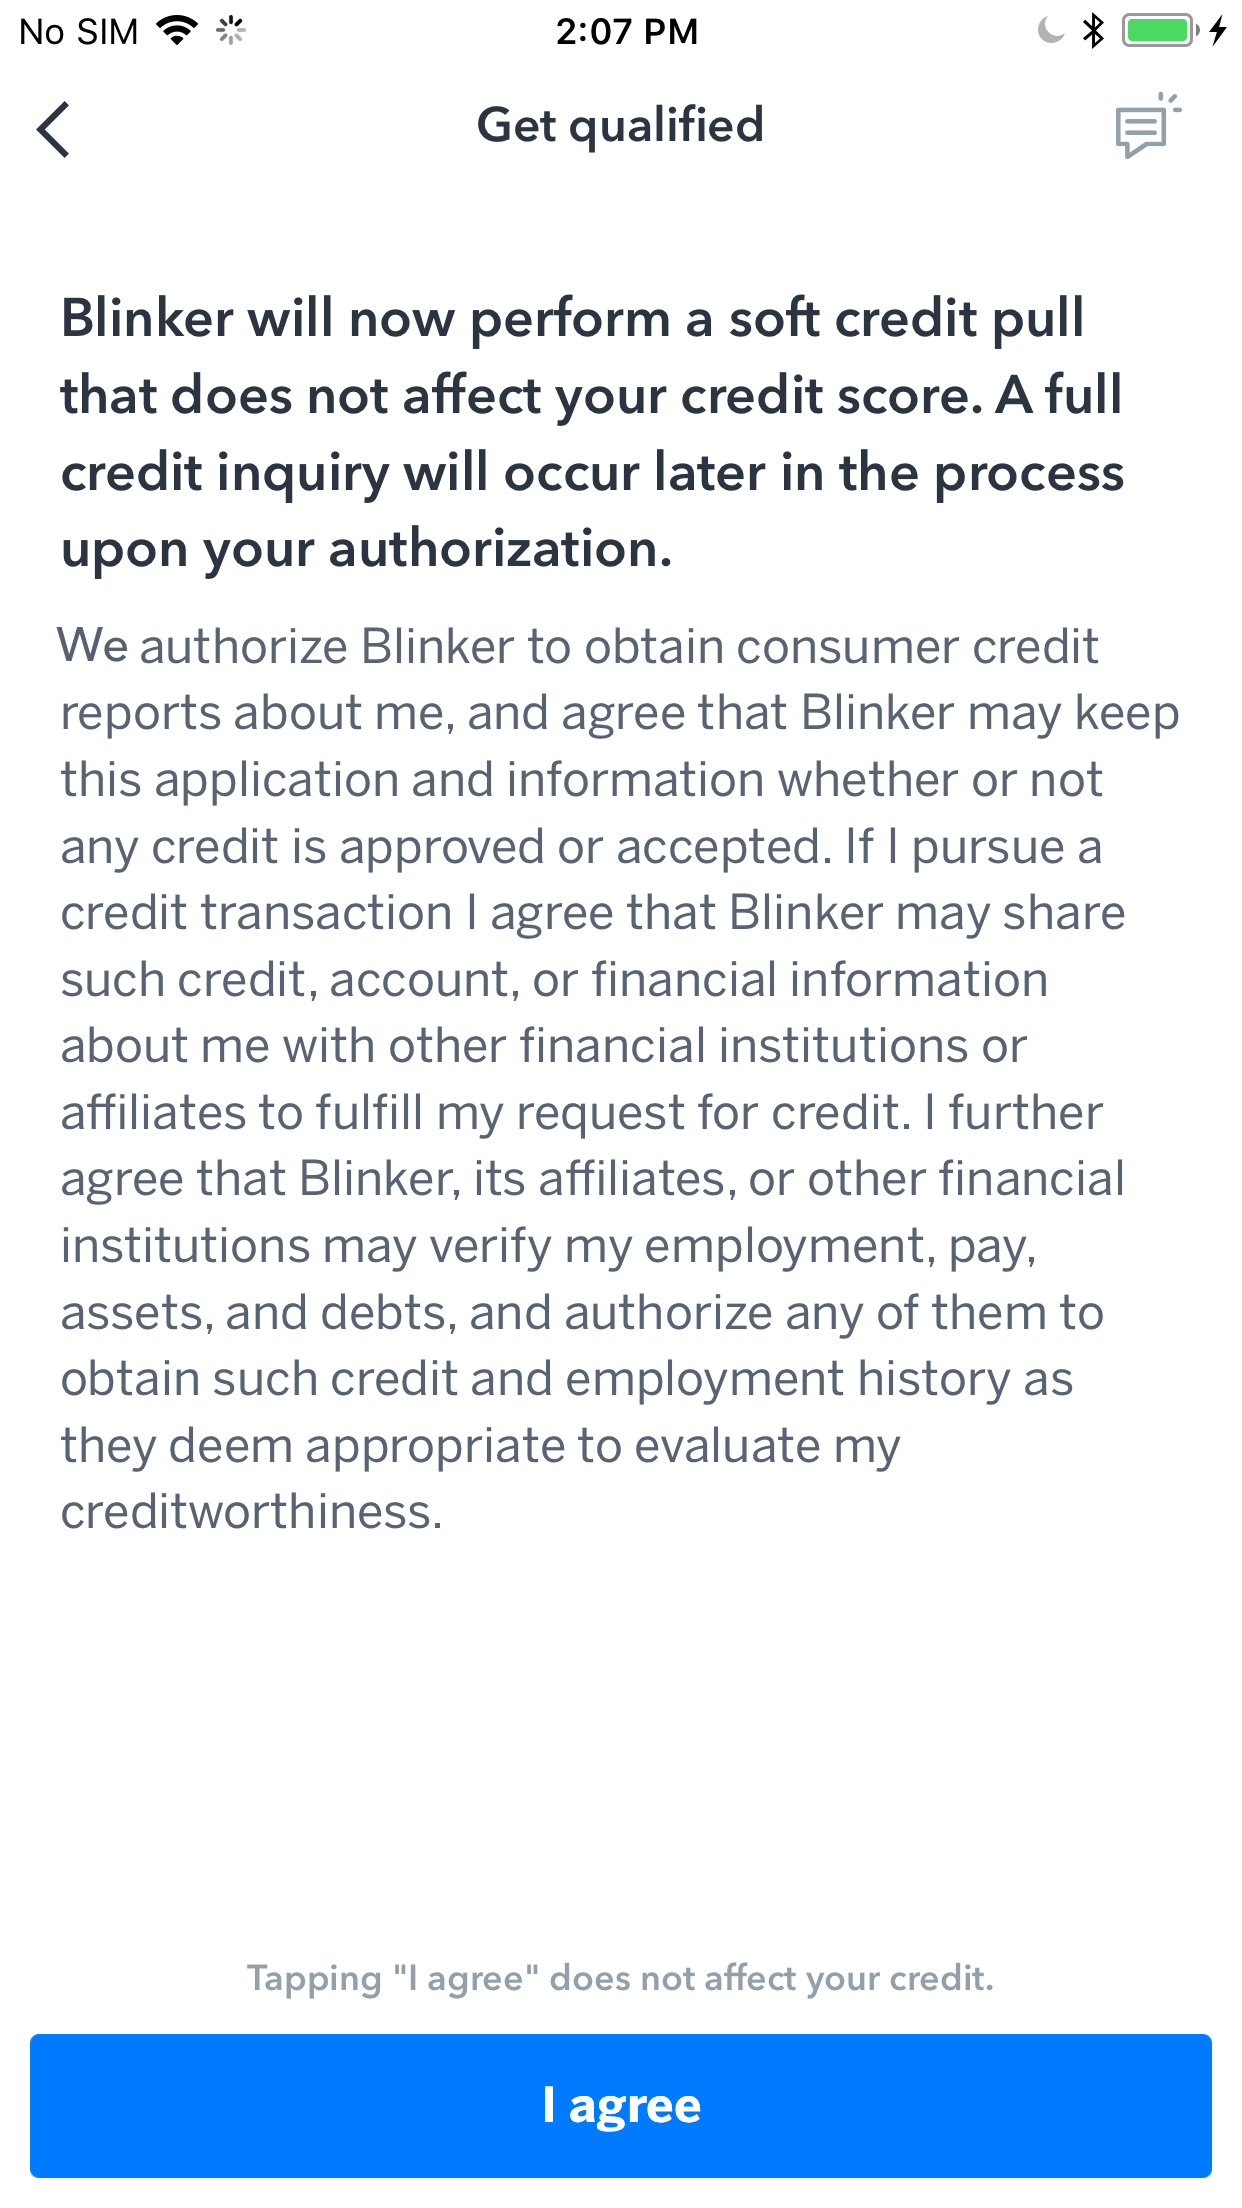 No SIM 2:07 PM
Get qualified
Blinker will now perform a soft credit pull
that does not affect your credit score. A full
credit inquiry will occur later in the process
upon your authorization.
We authorize Blinker to obtain consumer credit
reports about me, and agree that Blinker may keep
this application and information whether or not
any credit is approved or accepted. If I pursue a
credit transaction I agree that Blinker may share
such credit, account, or financial information
about me with other financial institutions or
affiliates to fulfill my request for credit. I further
agree that Blinker, its affiliates, or other financial
institutions may verify my employment, pay,
assets, and debts, and authorize any of them to
obtain such credit and employment history as
they deem appropriate to evaluate my
creditworthiness.
Tapping "I agree" does not affect your credit.
I agree